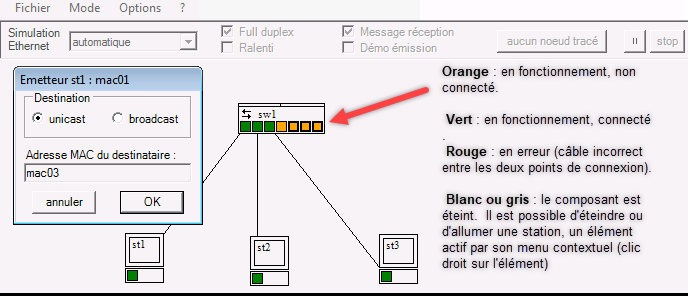 Fichier Mode Options ?
Simulation
Ethernet
automatique
Full duplex
Ralenti
Message réception
Démo émission
aucun noeud tracé
stop
Emetteur st1 : mac01
Destination
unicast
broadcast
Adresse MAC du destinataire :
mac03
annuler
OK
sw1
st1
st2
st3
Orange : en fonctionnement, non
connecté.
Vert : en fonctionnement, connecté
.
Rouge : en erreur (câble incorrect
entre les deux points de connexion).
Blanc ou gris : le composant est
éteint. Il est possible d'éteindre ou
d'allumer une station, un élément
actif par son menu contextuel (clic
droit sur l'élément)